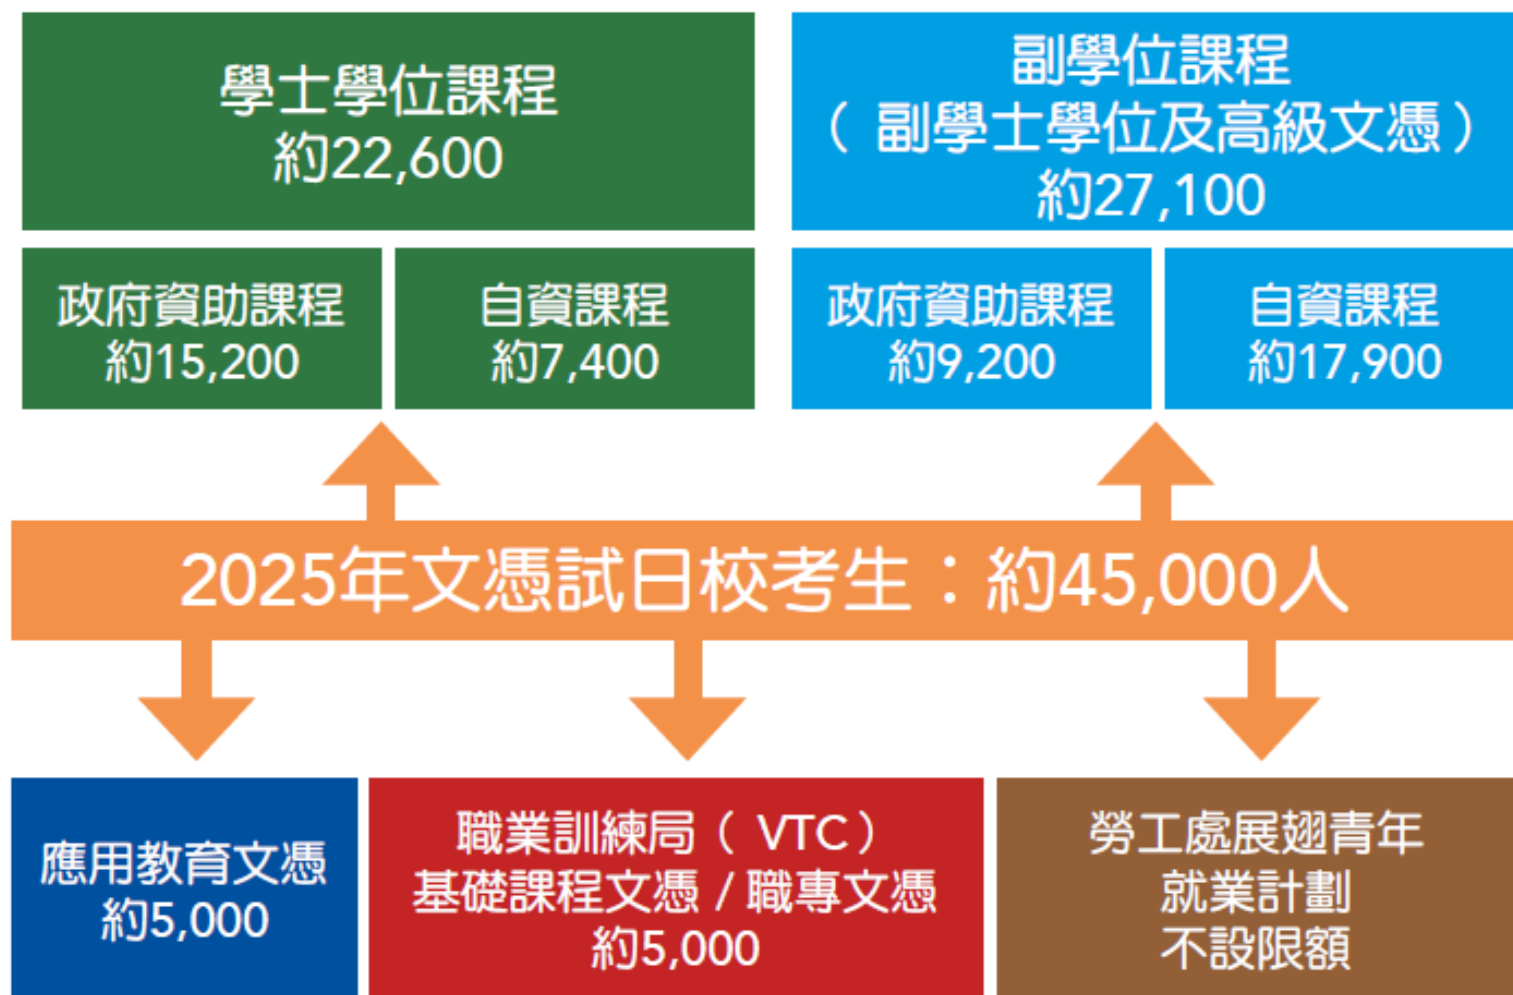 學士學位課程
約22,600
副學位課程
（ 副學士學位及高級文憑 ）
約27,100
政府資助課程
約15,200
自資課程
約7,400
政府資助課程
約9,200
自資課程
約17,900
2025年文憑試日校考生：約45,000人
應用教育文憑
約5,000
職業訓練局（ VTC ）
基礎課程文憑 / 職專文憑
約5,000
勞工處展翅青年
就業計劃
不設限額